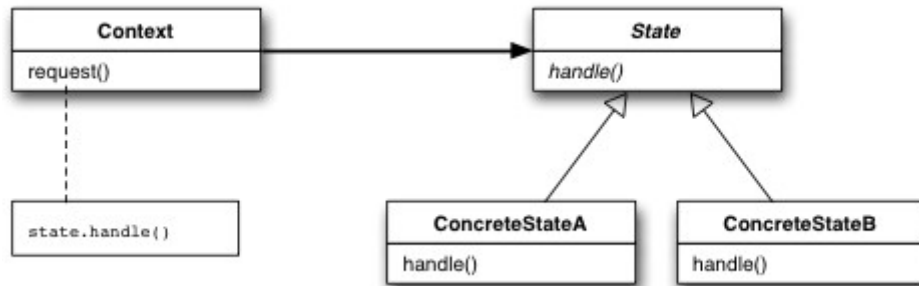 Context
request()
State
handle()
state.handle()
ConcreteStateA
handle()
ConcreteStateB
handle()